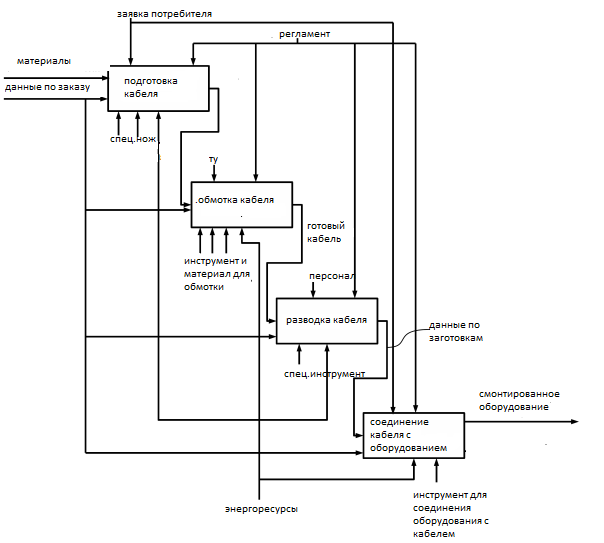 заявка потребителя
регламент
материалы
данные по заказу
подготовка
кабеля
спец.нож
ту
обмотка кабеля
готовый
кабель
инструмент и
материал для
обмотки
персонал
разводка кабеля
данные по
заготовкам
спец.инструмент
смонтированное
оборудование
соединение
кабеля с
оборудованием
энергоресурсы
инструмент для
соединения
оборудования с
кабелем